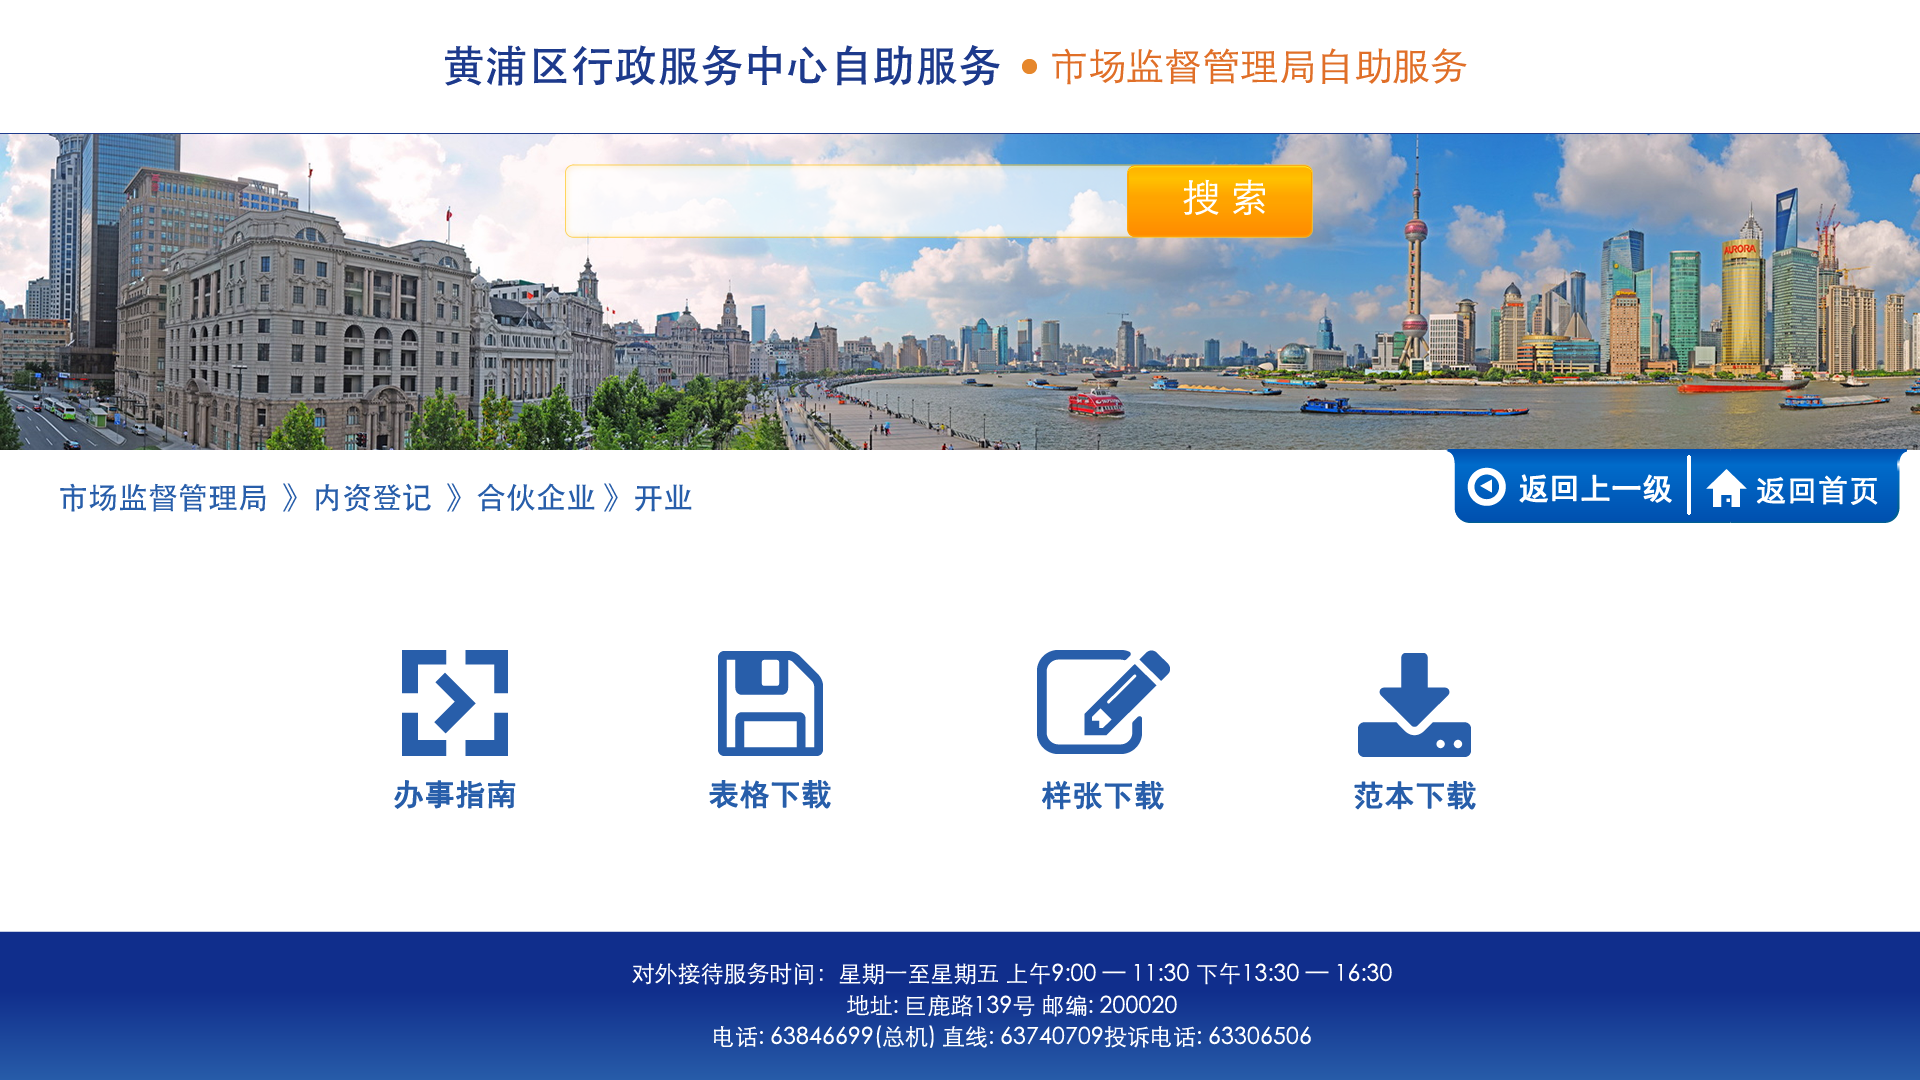 黄浦区行政服务中心自助服务 • 市场监督管理局自助服务
搜 索
AURORA
市场监督管理局 》内资登记 》合伙企业 》开业
返回上一级
返回首页
办事指南
表格下载
样张下载
范本下载
对外接待服务时间：星期一至星期五 上午9:00 — 11:30 下午13:30 — 16:30
地址: 巨鹿路139号 邮编: 200020
电话: 63846699(总机) 直线: 63740709投诉电话: 63306506